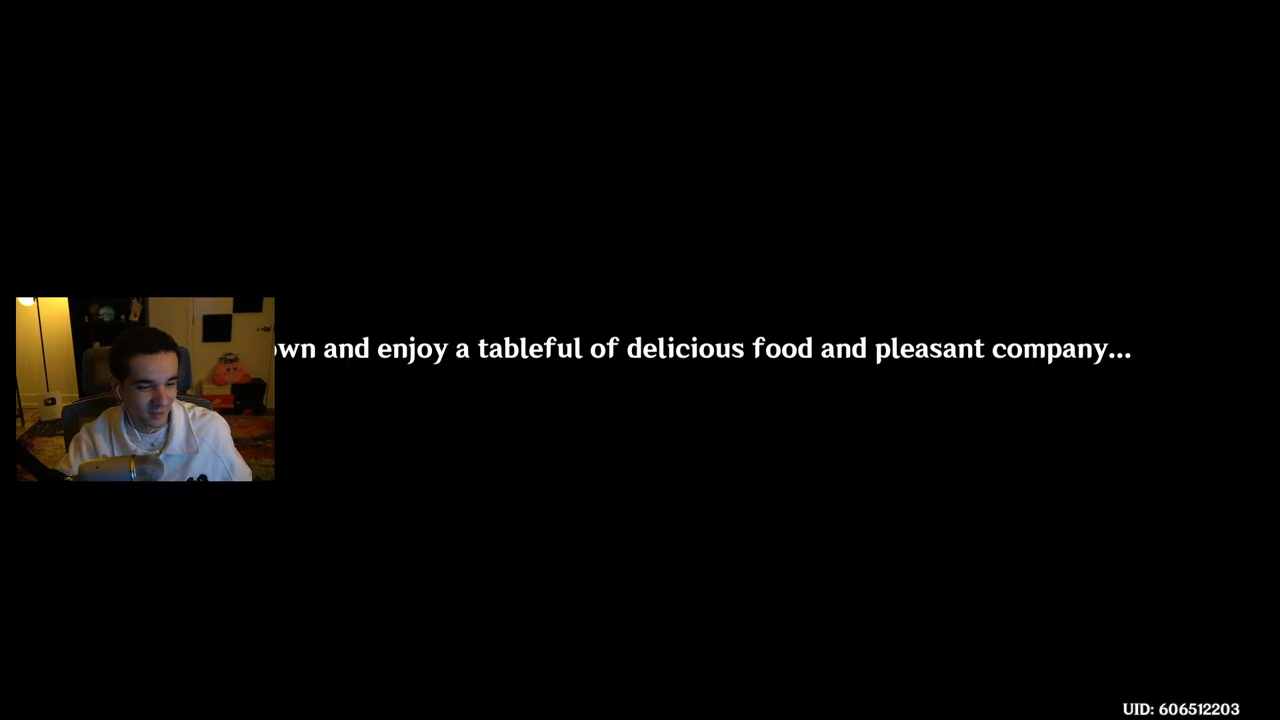 own and enjoy a tableful of delicious food and pleasant company...
UID: 606512203